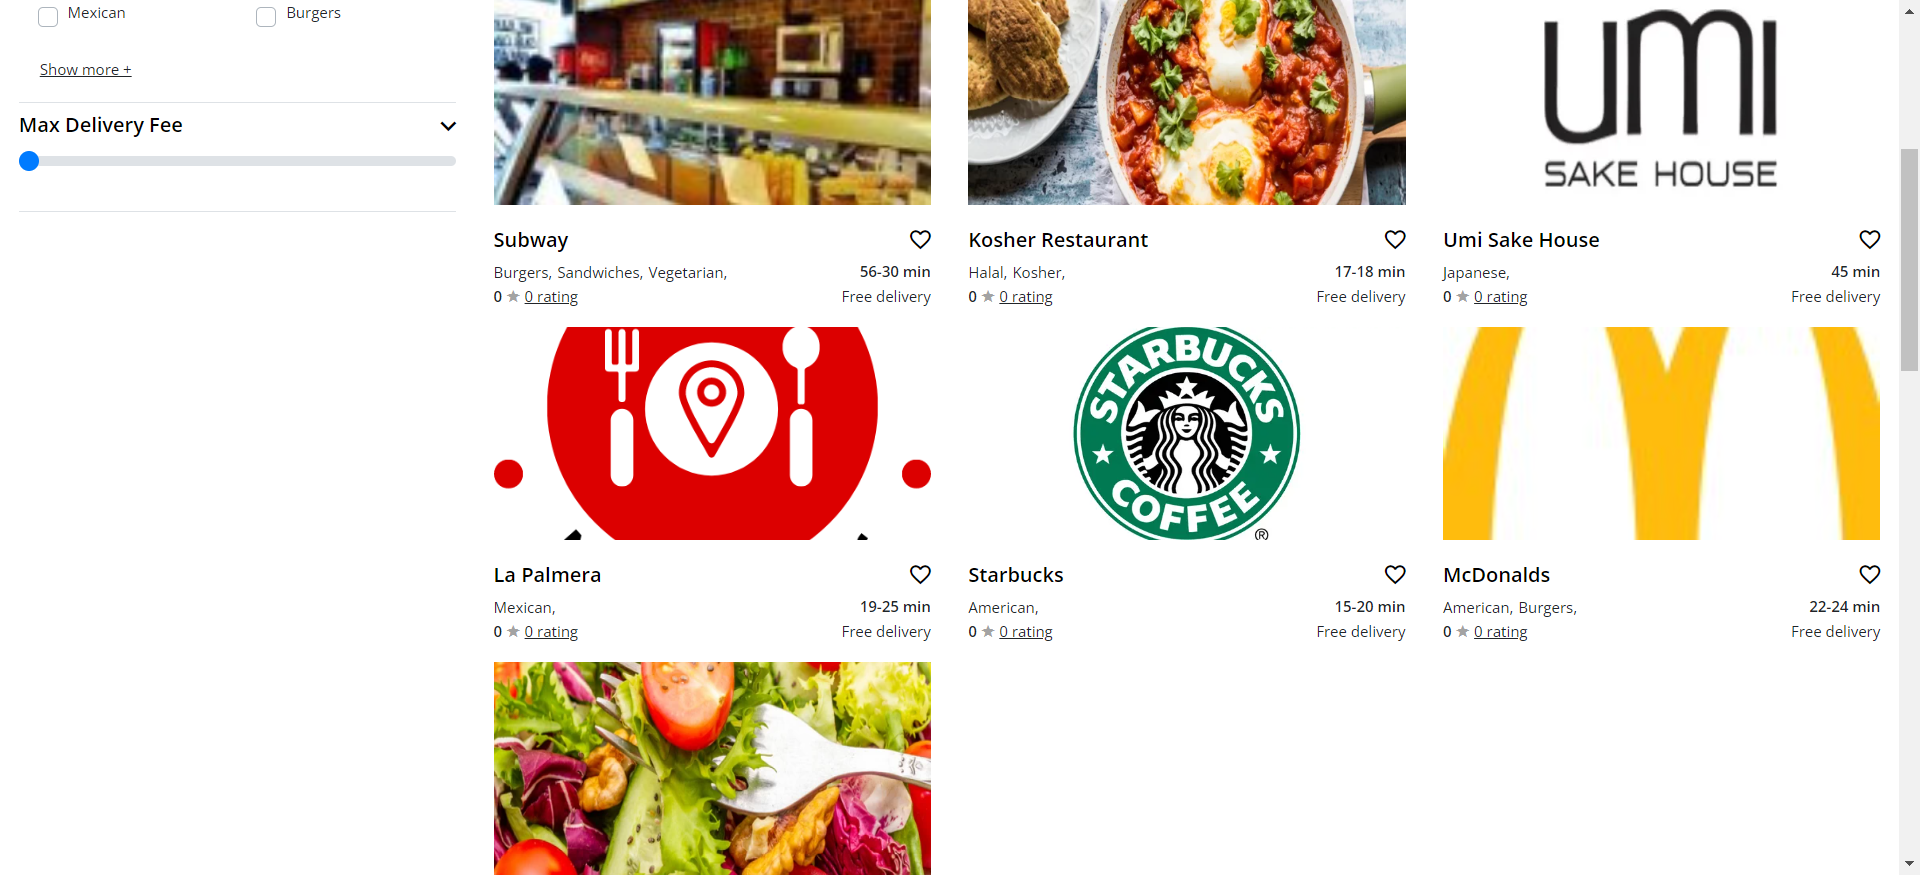 Mexican
Burgers
Show more +
Max Delivery Fee
umi
SAKE HOUSE
Subway
Burgers, Sandwiches, Vegetarian,
56-30 min
0 ★ 0 rating
Free delivery
Kosher Restaurant
Halal, Kosher,
17-18 min
0 ★ 0 rating
Free delivery
Umi Sake House
Japanese,
45 min
0 ★ 0 rating
Free delivery
STARBUCKS
COFFEE
®
La Palmera
Mexican,
19-25 min
0 ★ 0 rating
Free delivery
Starbucks
American,
15-20 min
0 ★ 0 rating
Free delivery
McDonalds
American, Burgers,
22-24 min
0 ★ 0 rating
Free delivery